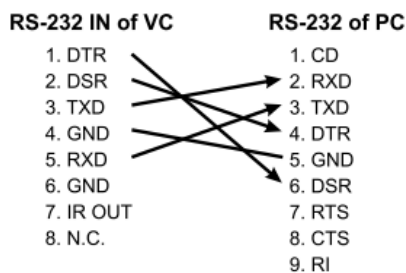 RS-232 IN of VC
1. DTR
2. DSR
3. TXD
4. GND
5. RXD
6. GND
7. IR OUT
8. N.C.
RS-232 of PC
1. CD
2. RXD
3. TXD
4. DTR
5. GND
6. DSR
7. RTS
8. CTS
9. RI